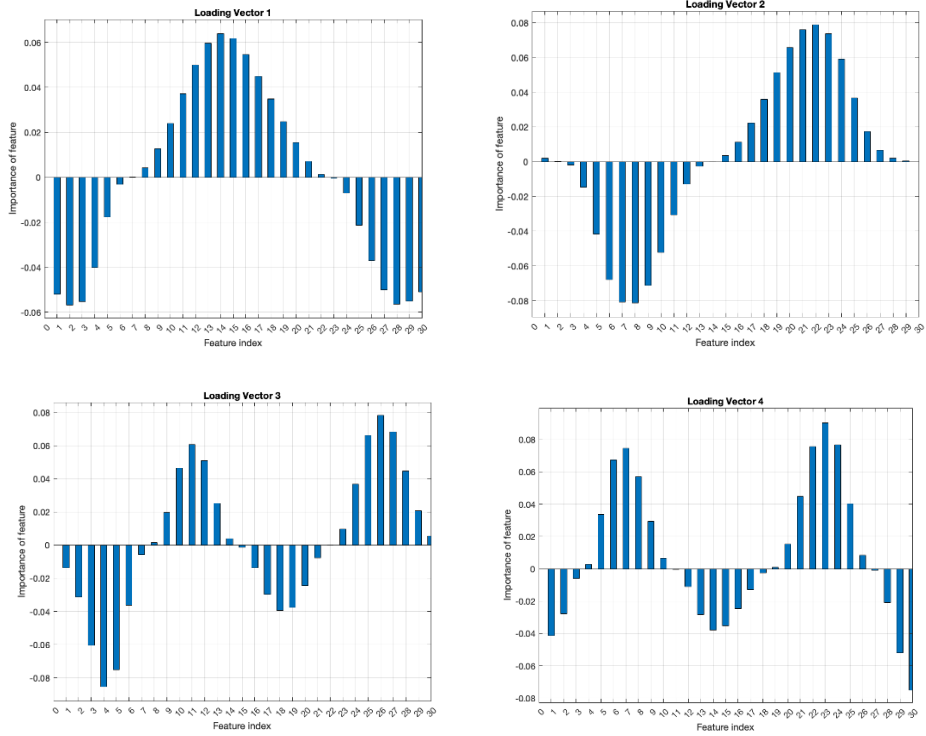 Loading Vector 1
0.06
0.04
0.02
0
-0.02
-0.04
-0.06
Importance of feature
0 1 2 3 4 5 6 7 8 9 10 11 12 13 14 15 16 17 18 19 20 21 22 23 24 25 26 27 28 29 30
Feature index
Loading Vector 2
0.08
0.06
0.04
0.02
0
-0.02
-0.04
-0.06
-0.08
Importance of feature
0 1 2 3 4 5 6 7 8 9 10 11 12 13 14 15 16 17 18 19 20 21 22 23 24 25 26 27 28 29 30
Feature index
Loading Vector 3
0.08
0.06
0.04
0.02
0
-0.02
-0.04
-0.06
-0.08
Importance of feature
0 1 2 3 4 5 6 7 8 9 10 11 12 13 14 15 16 17 18 19 20 21 22 23 24 25 26 27 28 29 30
Feature index
Loading Vector 4
0.08
0.06
0.04
0.02
0
-0.02
-0.04
-0.06
-0.08
Importance of feature
0 1 2 3 4 5 6 7 8 9 10 11 12 13 14 15 16 17 18 19 20 21 22 23 24 25 26 27 28 29 30
Feature index